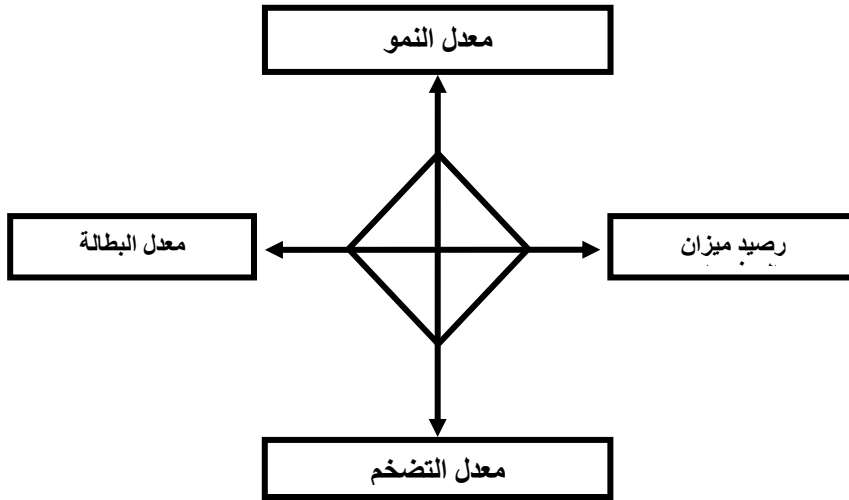 معدل النمو
رصيد ميزان
معدل البطالة
معدل التضخم